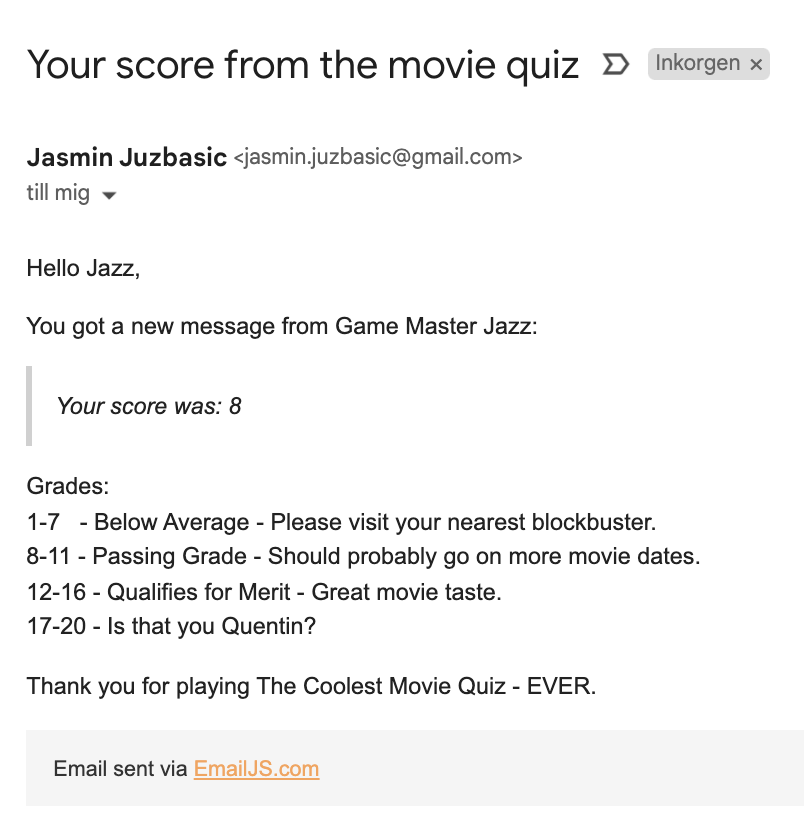 Your score from the movie quiz
Inkorgen ×
Jasmin Juzbasic <jasmin.juzbasic@gmail.com>
till mig
Hello Jazz,
You got a new message from Game Master Jazz:
Your score was: 8
Grades:
1-7 - Below Average - Please visit your nearest blockbuster.
8-11 - Passing Grade - Should probably go on more movie dates.
12-16 - Qualifies for Merit - Great movie taste.
17-20 - Is that you Quentin?
Thank you for playing The Coolest Movie Quiz - EVER.
Email sent via EmailJS.com